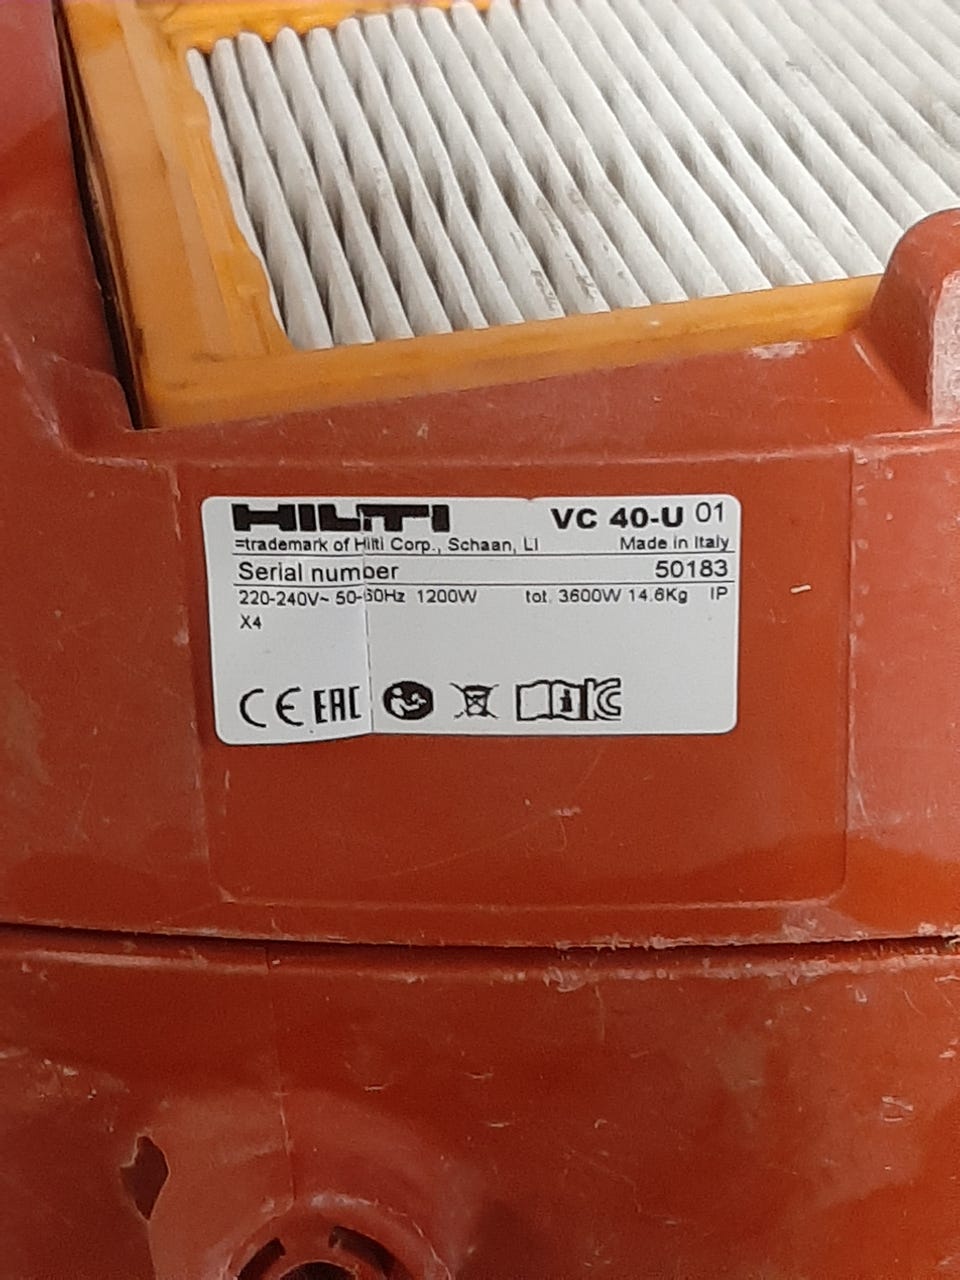 HILTI VC 40-U 01
=trademark of Hilti Corp., Schaan, LI Made in Italy
Serial number 50183
220-240V~ 50-60Hz 1200W tot. 3600W 14.6Kg IP
X4
CE EAC